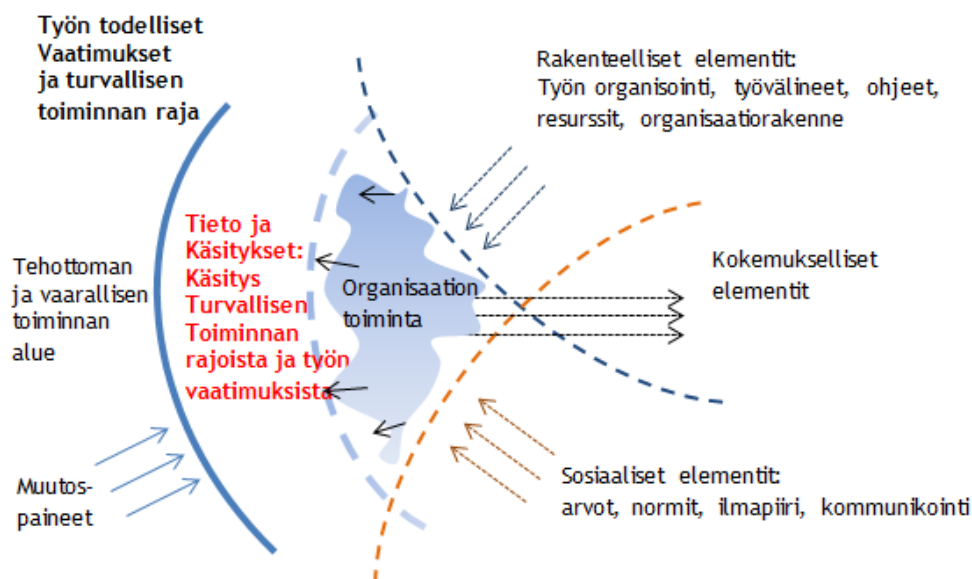 Työn todelliset
Vaatimukset
ja turvallisen
toiminnan raja
Rakenteelliset elementit:
Työn organisointi, työvälineet, ohjeet,
resurssit, organisaatiorakenne
Tieto ja
Käsitykset:
Käsitys
Turvallisen
Toiminnan
rajoista ja työn
vaatimuksista
Tehottoman
ja vaarallisen
toiminnan
alue
Organisaation
toiminta
Kokemukselliset
elementit
Muutos-
paineet
Sosiaaliset elementit:
arvot, normit, ilmapiiri, kommunikointi